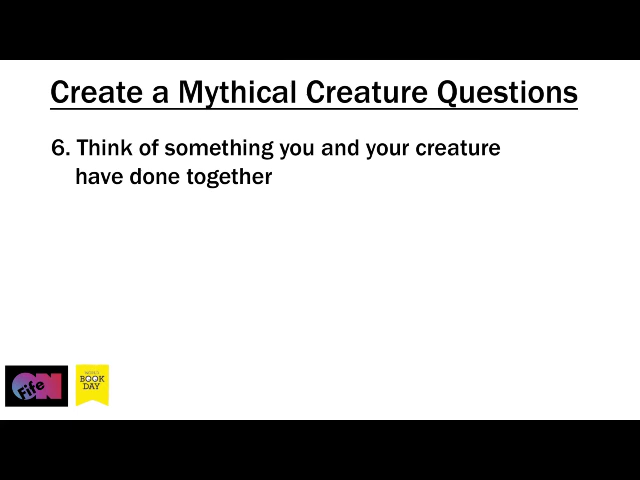 Create a Mythical Creature Questions
6. Think of something you and your creature
have done together
ON
Fife
BOOK
DAY